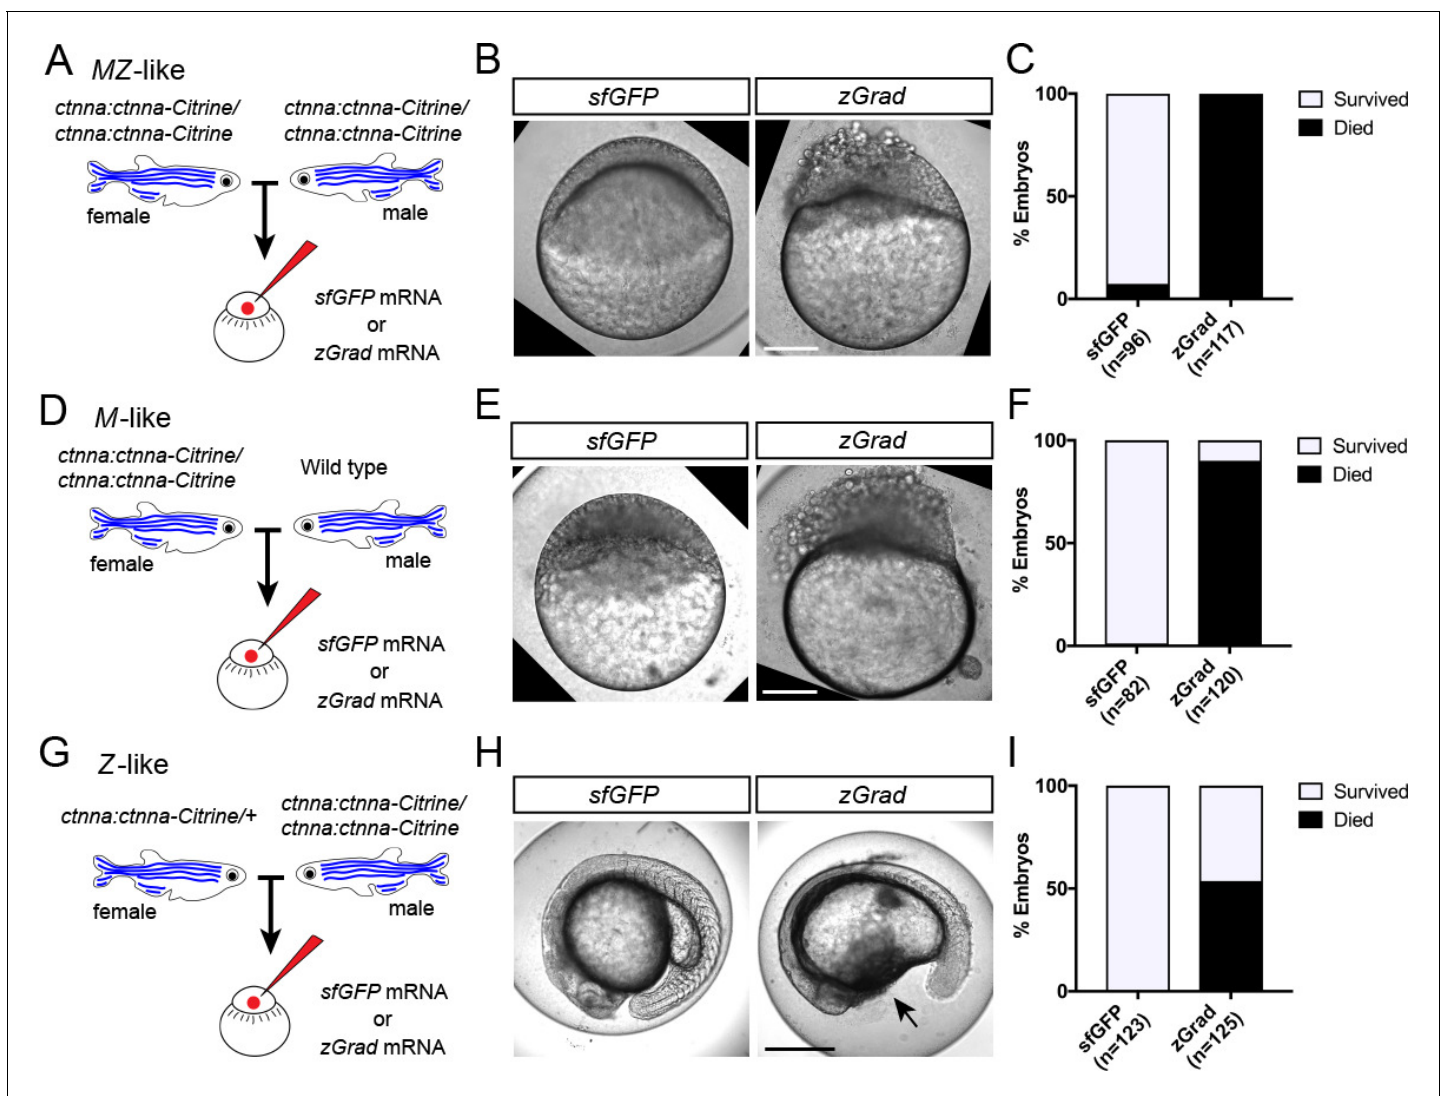 A
MZ-like
ctnna:ctnna-Citrine/
ctnna:ctnna-Citrine
ctnna:ctnna-Citrine/
ctnna:ctnna-Citrine
female
male
sfGFP mRNA
or
zGrad mRNA
B
sfGFP
zGrad
C
% Embryos
100
50
0
sfGFP
(n=96)
zGrad
(n=117)
Survived
Died
D
M-like
ctnna:ctnna-Citrine/
ctnna:ctnna-Citrine
Wild type
female
male
sfGFP mRNA
or
zGrad mRNA
E
sfGFP
zGrad
F
% Embryos
100
50
0
sfGFP
(n=82)
zGrad
(n=120)
Survived
Died
G
Z-like
ctnna:ctnna-Citrine/+
ctnna:ctnna-Citrine/
ctnna:ctnna-Citrine
female
male
sfGFP mRNA
or
zGrad mRNA
H
sfGFP
zGrad
I
% Embryos
100
50
0
sfGFP
(n=123)
zGrad
(n=125)
Survived
Died